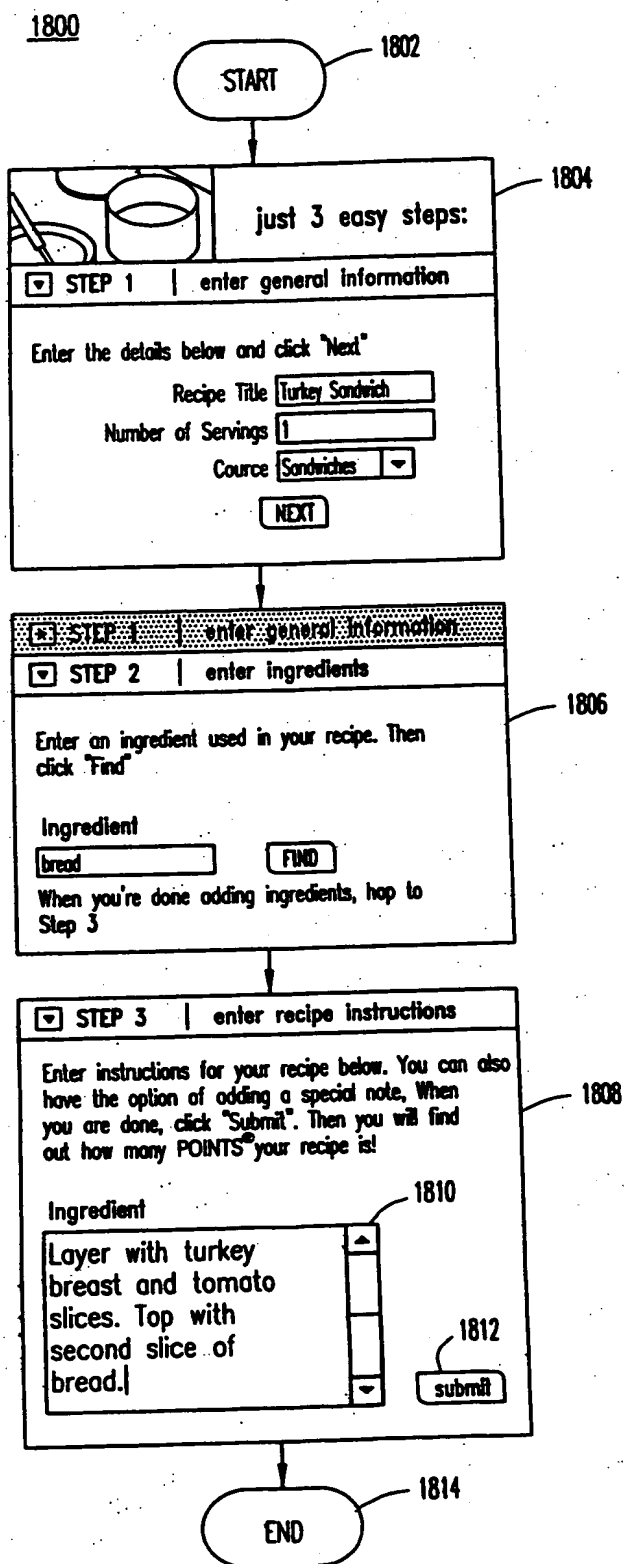 1800
START
1802
just 3 easy steps:
1804
STEP 1 | enter general information
Enter the details below and click "Next"
Recipe Title Turkey Sandwich
Number of Servings 1
Cource Sandwiches
NEXT
STEP 1 | enter general information
STEP 2 | enter ingredients
1806
Enter an ingredient used in your recipe. Then
click "Find"
Ingredient
bread FIND
When you're done adding ingredients, hop to
Step 3
STEP 3 | enter recipe instructions
Enter instructions for your recipe below. You can also
have the option of adding a special note, When
you are done, click "Submit". Then you will find
out how many POINTS® your recipe is!
1808
Ingredient
1810
Layer with turkey
breast and tomato
slices. Top with
second slice of
bread.
1812
submit
1814
END